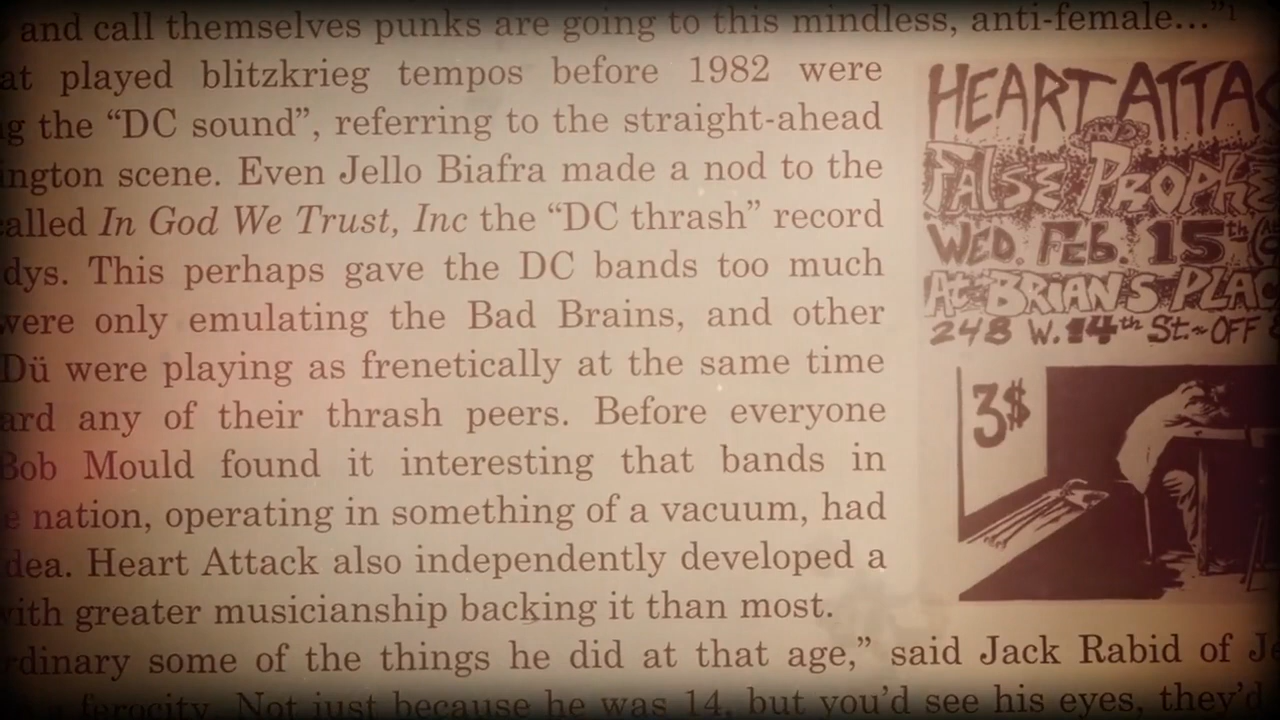 and call themselves punks are going to this mindless, anti-female…”1
at played blitzkrieg tempos before 1982 were
g the “DC sound”, referring to the straight-ahead
ington scene. Even Jello Biafra made a nod to the
called In God We Trust, Inc the “DC thrash” record
dys. This perhaps gave the DC bands too much
were only emulating the Bad Brains, and other
Dü were playing as frenetically at the same time
ard any of their thrash peers. Before everyone
Bob Mould found it interesting that bands in
e nation, operating in something of a vacuum, had
dea. Heart Attack also independently developed a
with greater musicianship backing it than most.
rdinary some of the things he did at that age,” said Jack Rabid of Je
a ferocity. Not just because he was 14, but you’d see his eyes, they’d
HEART ATTAC
AND
FALSE PROPHE
WED. FEB. 15th
At BRIAN'S PLAC
248 W. 14th St.~OFF
3$